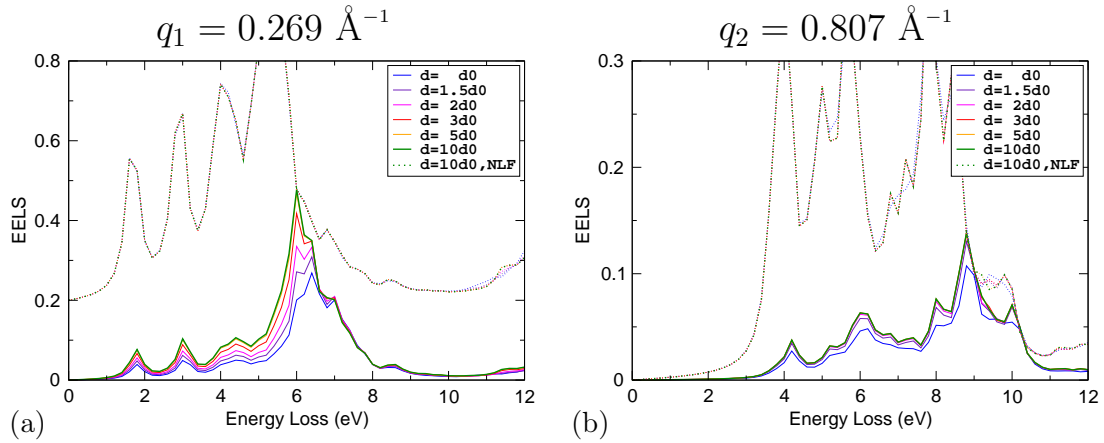 q₁ = 0.269 Å⁻¹
0.8
0.6
0.4
0.2
0
0 2 4 6 8 10 12
EELS
Energy Loss (eV)
d= d0
d=1.5d0
d= 2d0
d= 3d0
d= 5d0
d=10d0
d=10d0,NLF
(a)
q₂ = 0.807 Å⁻¹
0.3
0.2
0.1
0
0 2 4 6 8 10 12
EELS
Energy Loss (eV)
d= d0
d=1.5d0
d= 2d0
d= 3d0
d= 5d0
d=10d0
d=10d0,NLF
(b)